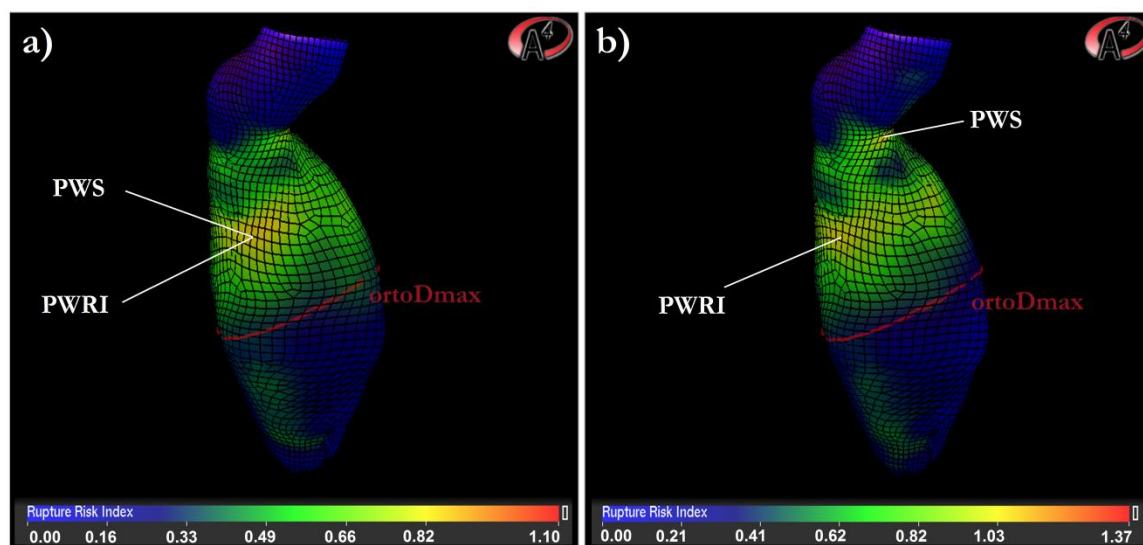 a)
A4
PWS
PWRI
ortoDmax
Rupture Risk Index
0.00 0.16 0.33 0.49 0.66 0.82 1.10
b)
A4
PWS
PWRI
ortoDmax
Rupture Risk Index
0.00 0.21 0.41 0.62 0.82 1.03 1.37